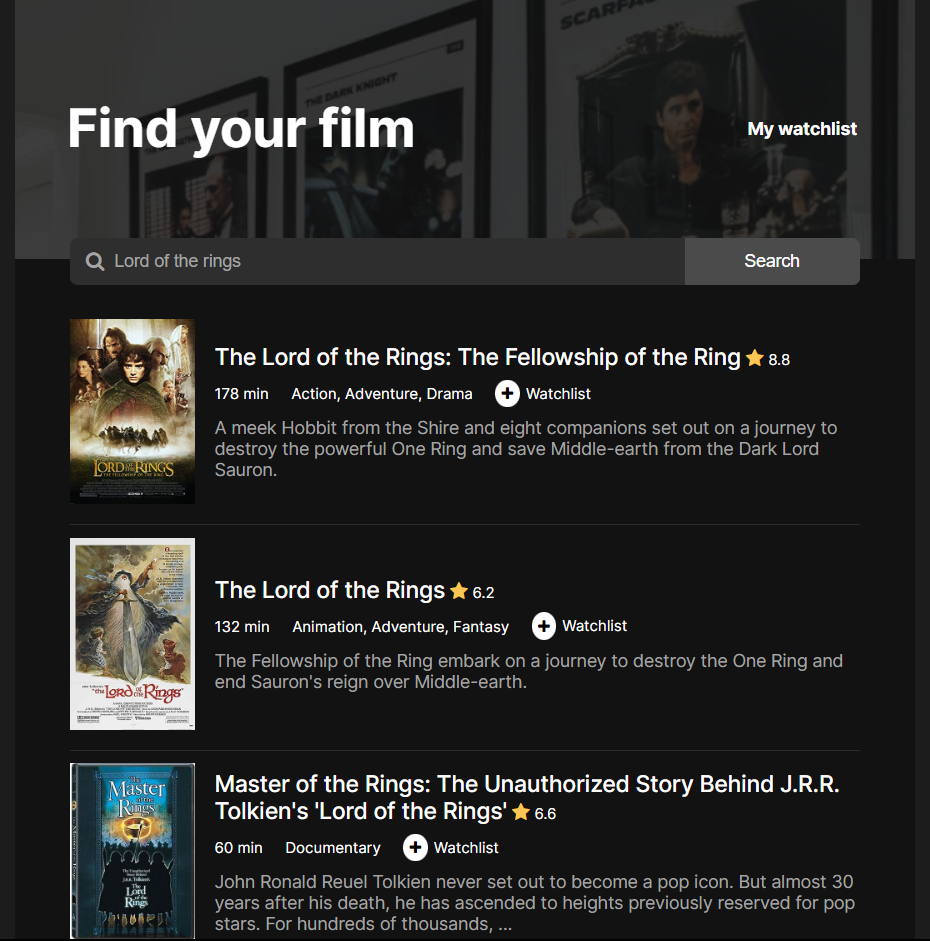 SCARFACE
THE DARK KNIGHT
Find your film
My watchlist
Lord of the rings
Search
The Lord of the Rings: The Fellowship of the Ring 8.8
178 min Action, Adventure, Drama Watchlist
A meek Hobbit from the Shire and eight companions set out on a journey to
destroy the powerful One Ring and save Middle-earth from the Dark Lord
Sauron.
LORD OF THE RINGS
THE FELLOWSHIP OF THE RING
The Lord of the Rings 6.2
132 min Animation, Adventure, Fantasy Watchlist
The Fellowship of the Ring embark on a journey to destroy the One Ring and
end Sauron's reign over Middle-earth.
"the Lord of the Rings"
Master of the Rings: The Unauthorized Story Behind J.R.R.
Tolkien's 'Lord of the Rings' 6.6
60 min Documentary Watchlist
John Ronald Reuel Tolkien never set out to become a pop icon. But almost 30
years after his death, he has ascended to heights previously reserved for pop
stars. For hundreds of thousands, ...
The
Master
of the
Rings
The Unauthorized
Story Behind
J.R.R. Tolkien's
The
Lord
of the
Rings